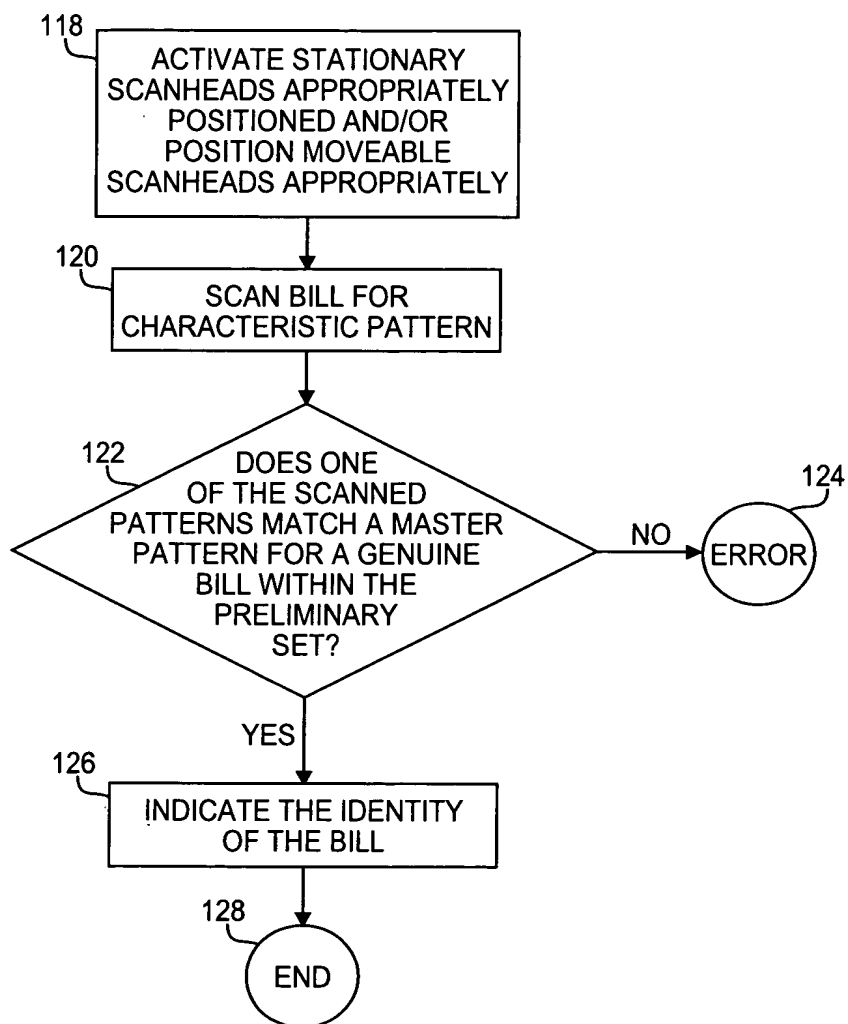 118
ACTIVATE STATIONARY
SCANHEADS APPROPRIATELY
POSITIONED AND/OR
POSITION MOVEABLE
SCANHEADS APPROPRIATELY
120
SCAN BILL FOR
CHARACTERISTIC PATTERN
122
DOES ONE
OF THE SCANNED
PATTERNS MATCH A MASTER
PATTERN FOR A GENUINE
BILL WITHIN THE
PRELIMINARY
SET?
NO
124
ERROR
YES
126
INDICATE THE IDENTITY
OF THE BILL
128
END